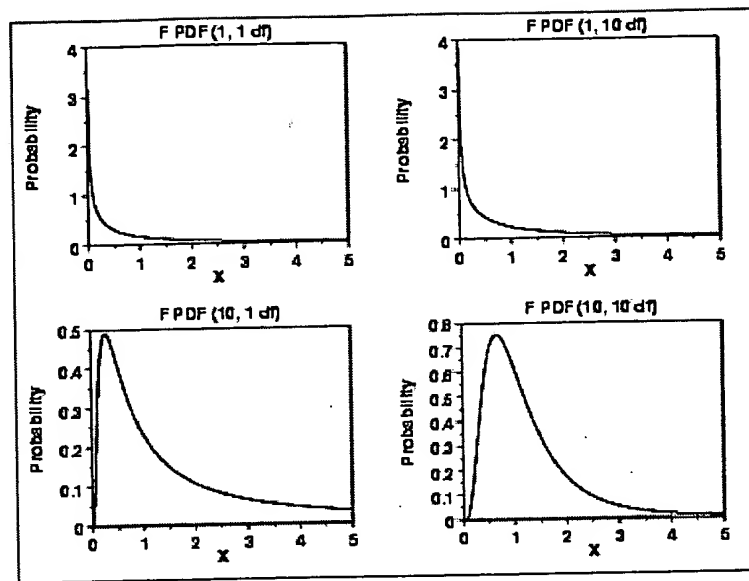 F PDF (1, 1 df)
4
3
2
1
0
Probability
0 1 2 3 4 5
X
F PDF (1, 10 df)
4
3
2
1
0
Probability
0 1 2 3 4 5
X
F PDF (10, 1 df)
0.5
0.4
0.3
0.2
0.1
0
Probability
0 1 2 3 4 5
X
F PDF (10, 10 df)
0.8
0.7
0.6
0.5
0.4
0.3
0.2
0.1
0
Probability
0 1 2 3 4 5
X